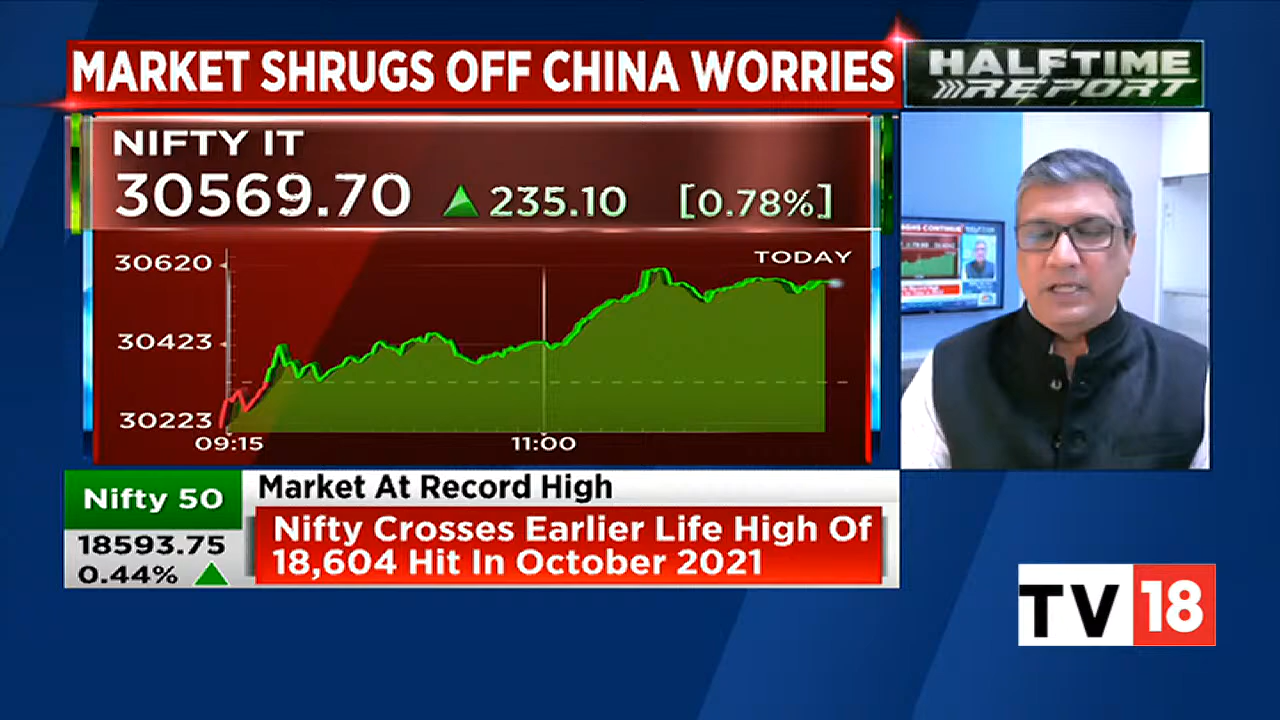 MARKET SHRUGS OFF CHINA WORRIES
HALFTIME
REPORT
NIFTY IT
30569.70 ▲ 235.10 [0.78%]
TODAY
30620
30423
30223
09:15 11:00
Nifty 50
18593.75
0.44% ▲
Market At Record High
Nifty Crosses Earlier Life High Of
18,604 Hit In October 2021
TV 18